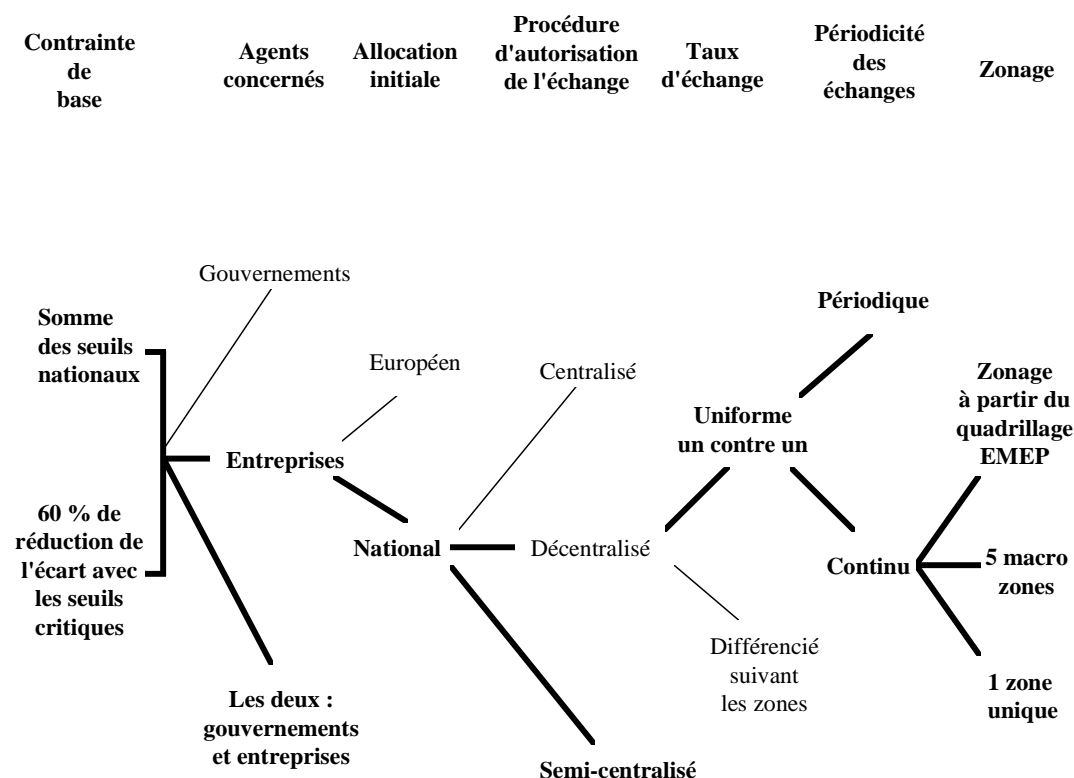 Contrainte
de
base
Agents
concernés
Allocation
initiale
Procédure
d'autorisation
de l'échange
Taux
d'échange
Périodicité
des
échanges
Zonage
Gouvernements
Somme
des seuils
nationaux
Entreprises
60 % de
réduction de
l'écart avec
les seuils
critiques
Les deux :
gouvernements
et entreprises
Européen
National
Centralisé
Décentralisé
Semi-centralisé
Uniforme
un contre un
Différencié
suivant
les zones
Périodique
Continu
Zonage
à partir du
quadrillage
EMEP
5 macro
zones
1 zone
unique